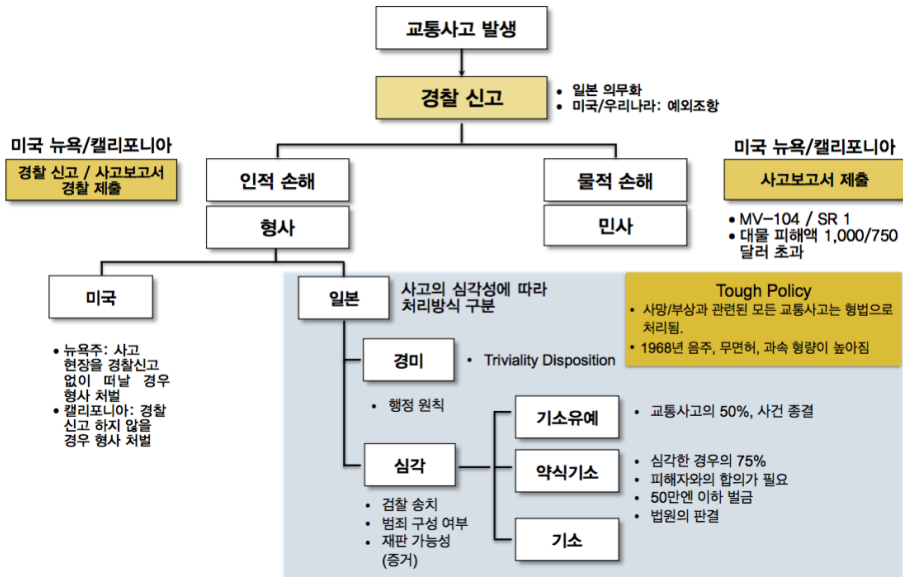 교통사고 발생
경찰 신고
• 일본 의무화
• 미국/우리나라: 예외조항
미국 뉴욕/캘리포니아
경찰 신고 / 사고보고서
경찰 제출
인적 손해
형사
물적 손해
민사
미국 뉴욕/캘리포니아
사고보고서 제출
• MV-104 / SR 1
• 대물 피해액 1,000/750
달러 초과
미국
• 뉴욕주: 사고
현장을 경찰신고
없이 떠날 경우
형사 처벌
• 캘리포니아: 경찰
신고 하지 않을
경우 형사 처벌
일본
사고의 심각성에 따라
처리방식 구분
Tough Policy
• 사망/부상과 관련된 모든 교통사고는 형법으로
처리됨.
• 1968년 음주, 무면허, 과속 형량이 높아짐
경미
• Triviality Disposition
• 행정 원칙
심각
• 검찰 송치
• 범죄 구성 여부
• 재판 가능성
(증거)
기소유예
• 교통사고의 50%, 사건 종결
약식기소
• 심각한 경우의 75%
• 피해자와의 합의가 필요
• 50만엔 이하 벌금
• 법원의 판결
기소